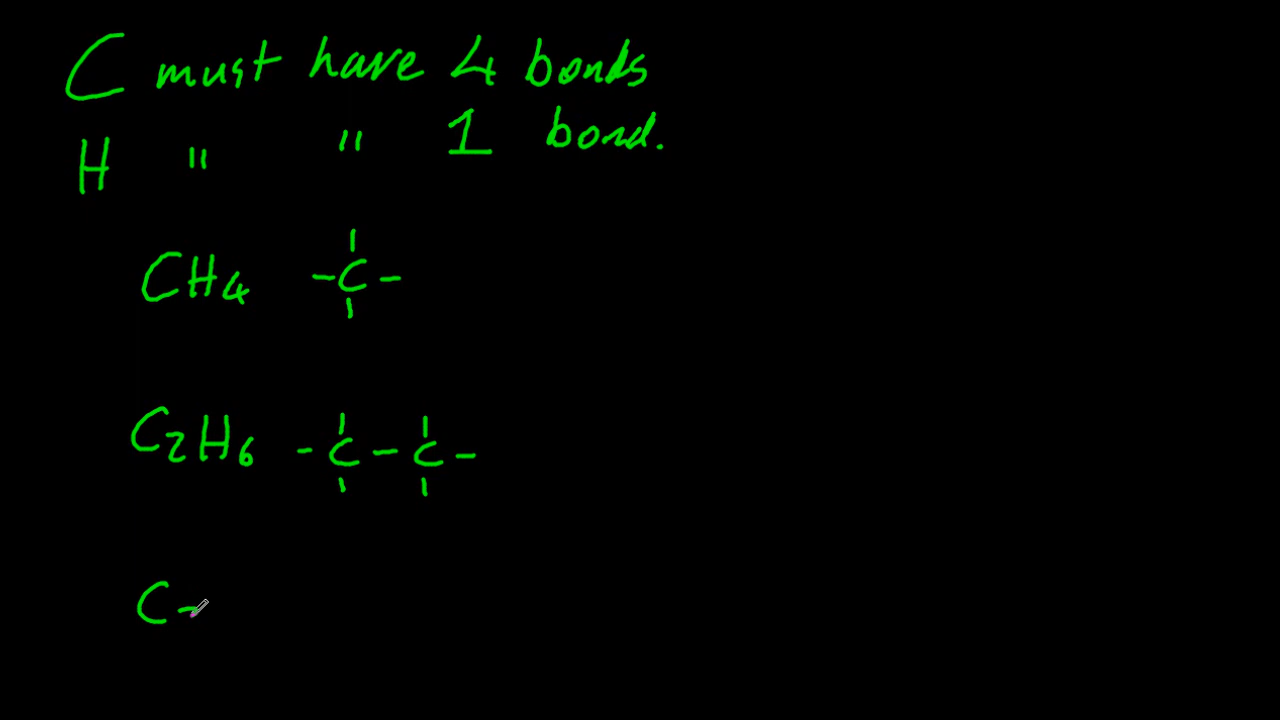 C must have 4 bonds
H " " 1 bond.
CH4 -C-
C2H6 -C-C-
C-